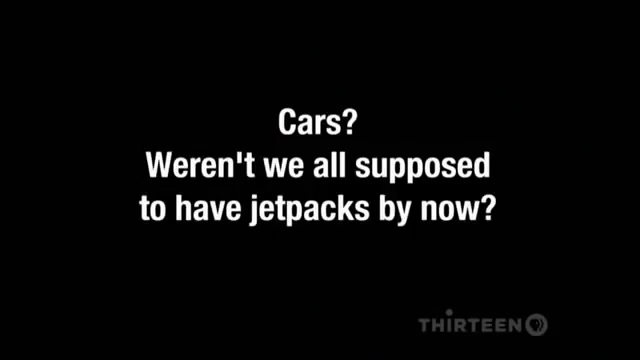 Cars?
Weren't we all supposed
to have jetpacks by now?
THIRTEEN